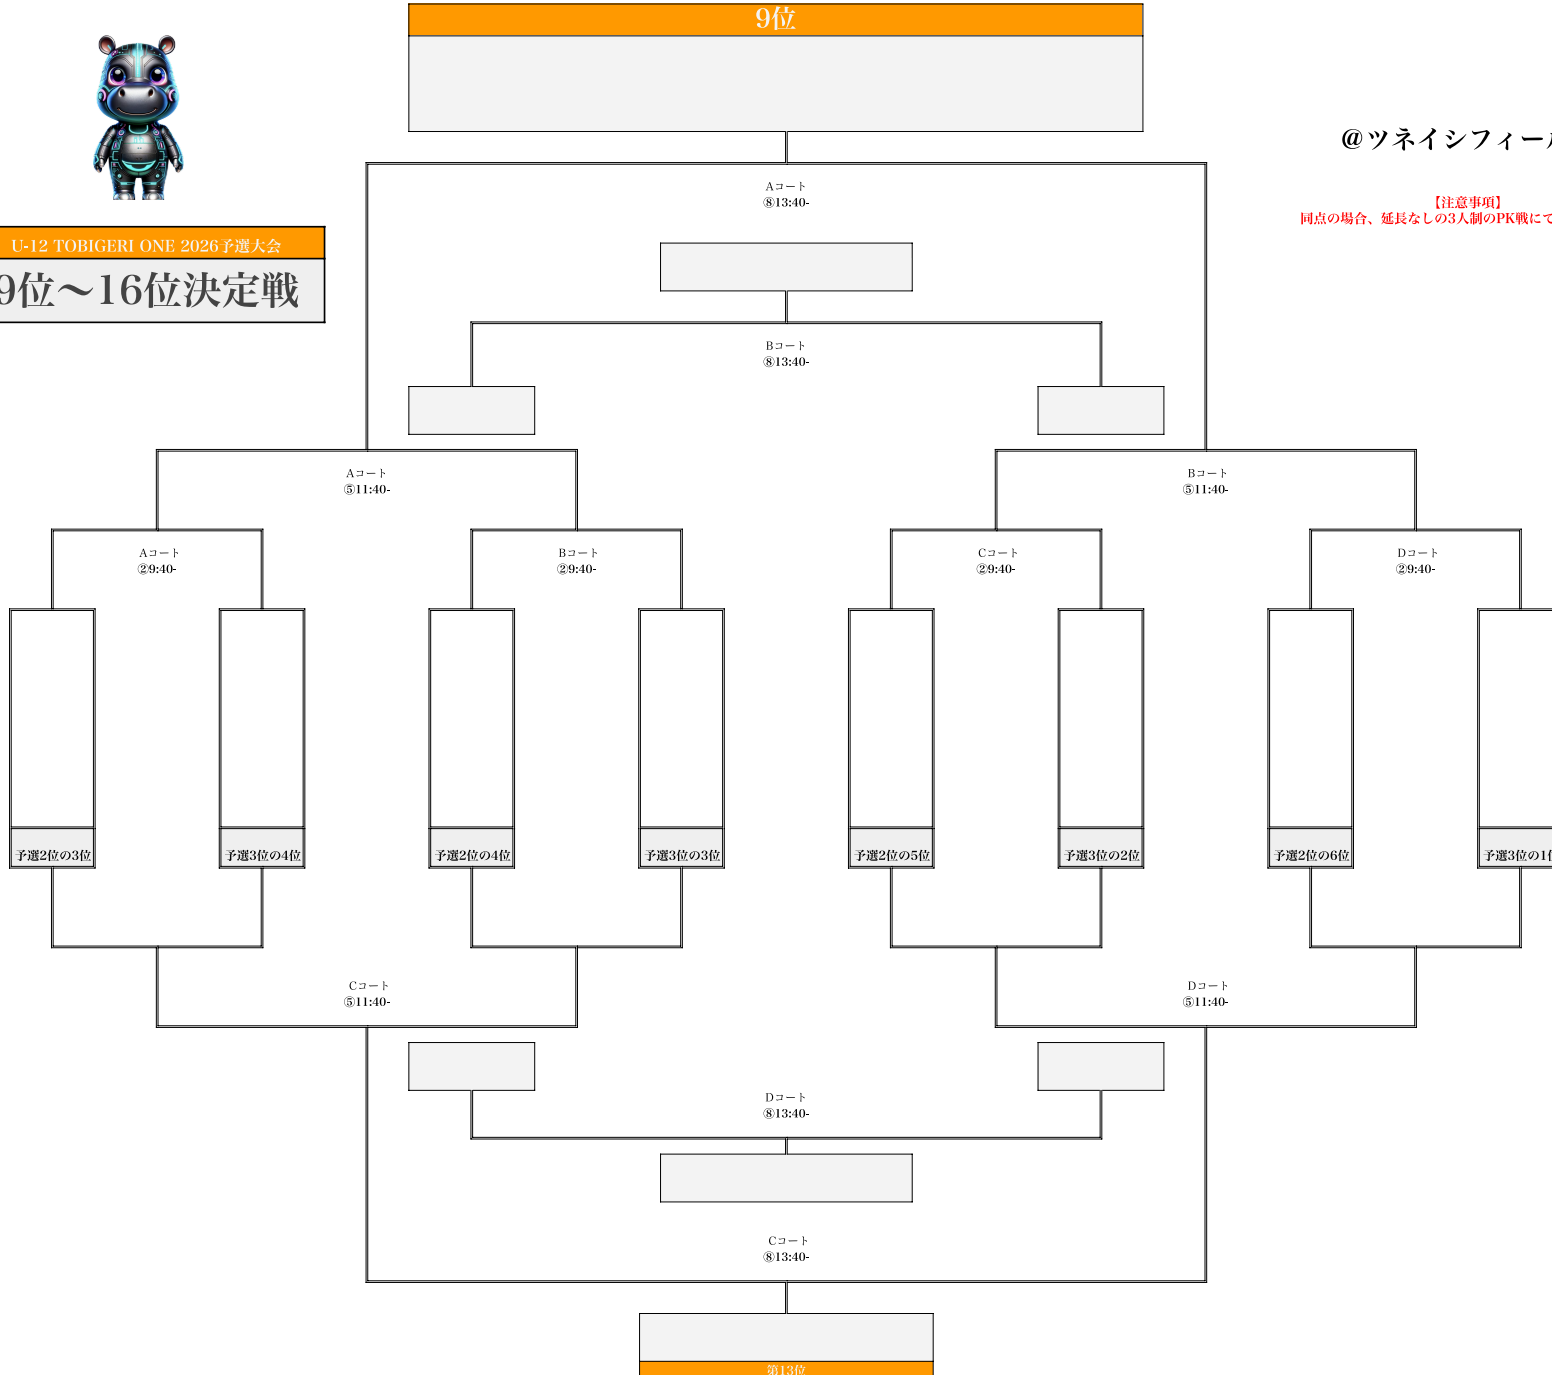 9位
@ツネイシフィール
【注意事項】
同点の場合、延長なしの3人制のPK戦にて
U-12 TOBIGERI ONE 2026予選大会
9位〜16位決定戦
Aコート
⑧13:40-
Bコート
⑧13:40-
Aコート
⑤11:40-
Bコート
⑤11:40-
Aコート
②9:40-
Bコート
②9:40-
Cコート
②9:40-
Dコート
②9:40-
予選2位の3位
予選3位の4位
予選2位の4位
予選3位の3位
予選2位の5位
予選3位の2位
予選2位の6位
予選3位の1位
Cコート
⑤11:40-
Dコート
⑤11:40-
Dコート
⑧13:40-
Cコート
⑧13:40-
第13位